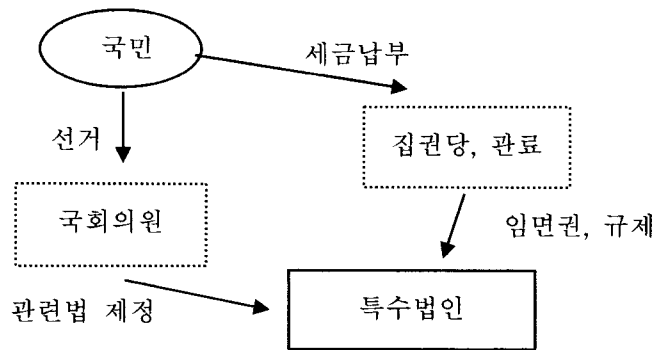 국민
세금납부
선거
집권당, 관료
국회의원
임면권, 규제
관련법 제정
특수법인